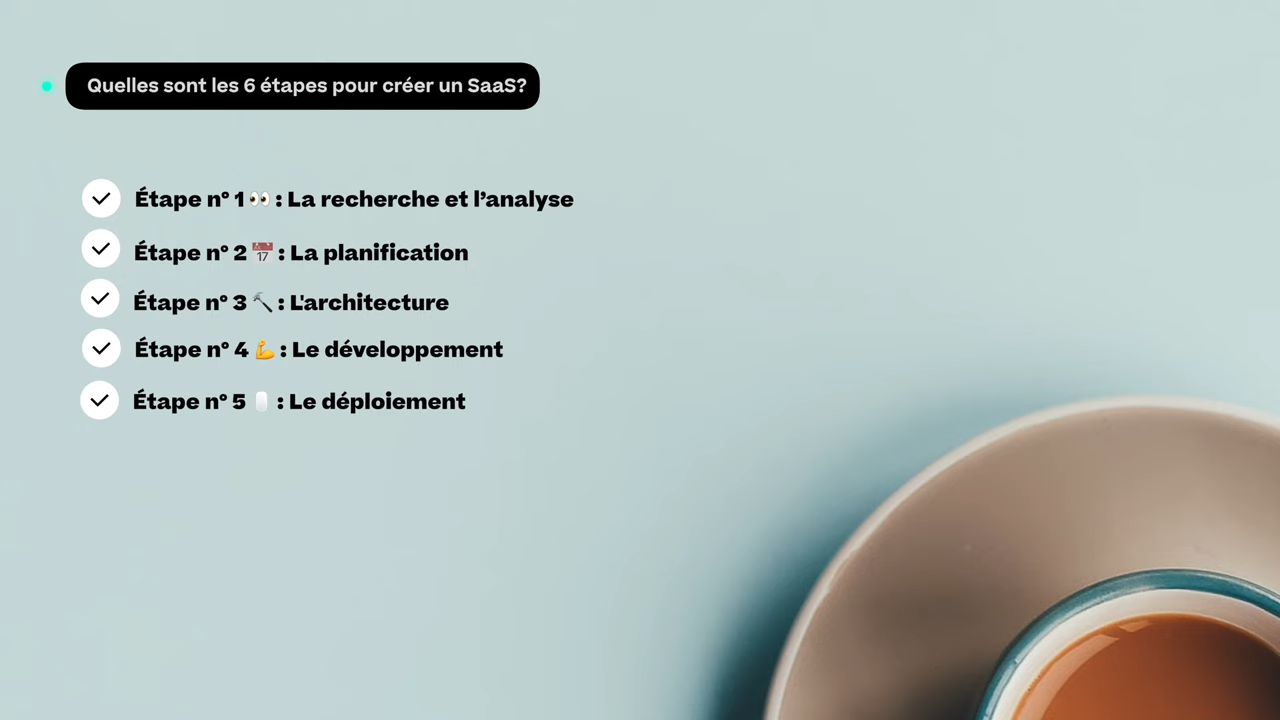 Quelles sont les 6 étapes pour créer un SaaS?
Étape n° 1 👀 : La recherche et l’analyse
Étape n° 2 📅 : La planification
Étape n° 3 🔨 : L'architecture
Étape n° 4 💪 : Le développement
Étape n° 5 : Le déploiement